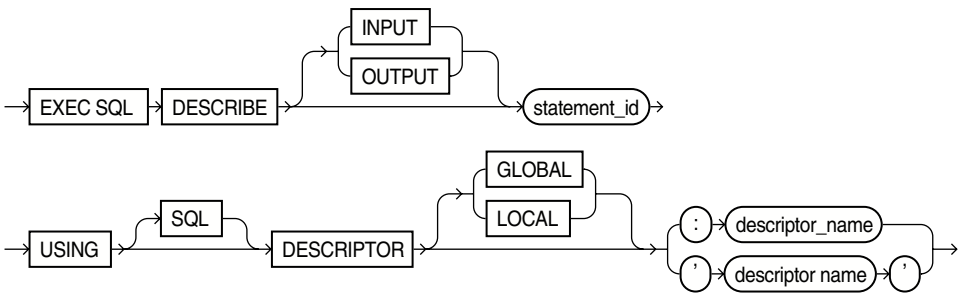 INPUT
OUTPUT
EXEC SQL DESCRIBE statement_id
GLOBAL
SQL LOCAL
USING DESCRIPTOR : descriptor_name
' descriptor name '